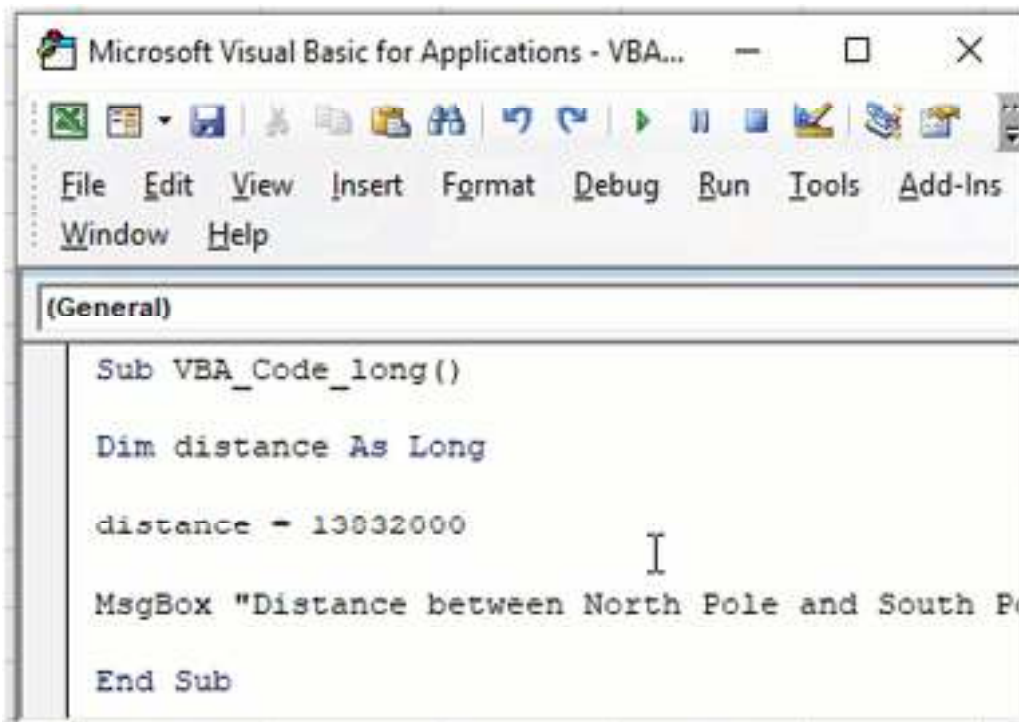 Microsoft Visual Basic for Applications - VBA...
File Edit View Insert Format Debug Run Tools Add-Ins
Window Help
(General)
Sub VBA_Code_long()
Dim distance As Long
distance = 13832000
MsgBox "Distance between North Pole and South Po
End Sub